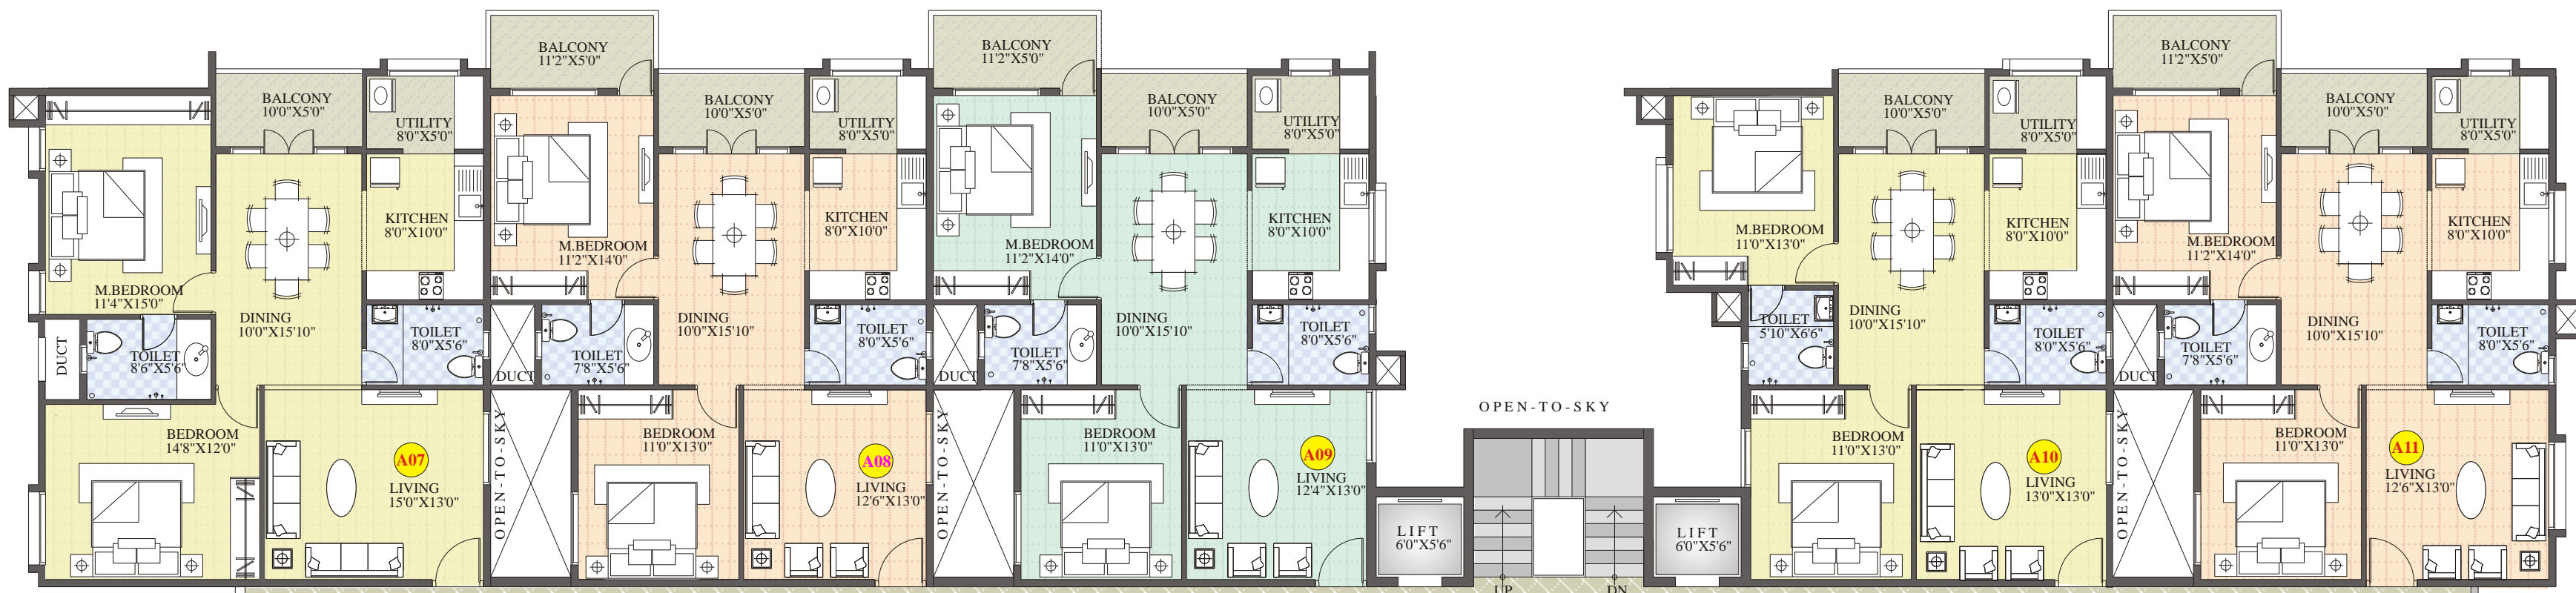 BALCONY
10'0"X5'0"
UTILITY
8'0"X5'0"
M.BEDROOM
11'4"X15'0"
KITCHEN
8'0"X10'0"
DINING
10'0"X15'10"
DUCT
TOILET
8'6"X5'6"
TOILET
8'0"X5'6"
BEDROOM
14'8"X12'0"
A07
LIVING
15'0"X13'0"
BALCONY
11'2"X5'0"
BALCONY
10'0"X5'0"
UTILITY
8'0"X5'0"
M.BEDROOM
11'2"X14'0"
KITCHEN
8'0"X10'0"
DINING
10'0"X15'10"
DUCT
TOILET
7'8"X5'6"
TOILET
8'0"X5'6"
OPEN-TO-SKY
BEDROOM
11'0"X13'0"
A08
LIVING
12'6"X13'0"
BALCONY
11'2"X5'0"
BALCONY
10'0"X5'0"
UTILITY
8'0"X5'0"
M.BEDROOM
11'2"X14'0"
KITCHEN
8'0"X10'0"
DINING
10'0"X15'10"
DUCT
TOILET
7'8"X5'6"
TOILET
8'0"X5'6"
OPEN-TO-SKY
BEDROOM
11'0"X13'0"
A09
LIVING
12'4"X13'0"
OPEN-TO-SKY
LIFT
6'0"X5'6"
UP
DN
LIFT
6'0"X5'6"
BALCONY
10'0"X5'0"
UTILITY
8'0"X5'0"
M.BEDROOM
11'0"X13'0"
KITCHEN
8'0"X10'0"
DINING
10'0"X15'10"
TOILET
5'10"X6'6"
TOILET
8'0"X5'6"
BEDROOM
11'0"X13'0"
A10
LIVING
13'0"X13'0"
BALCONY
11'2"X5'0"
BALCONY
10'0"X5'0"
UTILITY
8'0"X5'0"
M.BEDROOM
11'2"X14'0"
KITCHEN
8'0"X10'0"
DINING
10'0"X15'10"
DUCT
TOILET
7'8"X5'6"
TOILET
8'0"X5'6"
OPEN-TO-SKY
BEDROOM
11'0"X13'0"
A11
LIVING
12'6"X13'0"